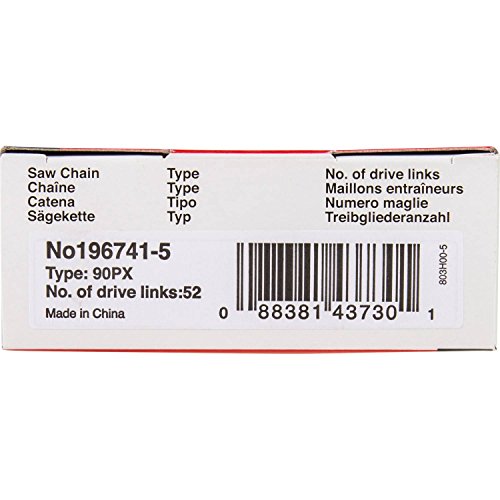 Saw Chain Type No. of drive links
Chaîne Type Maillons entraîneurs
Catena Tipo Numero maglie
Sägekette Typ Treibgliederanzahl
No196741-5
Type: 90PX
No. of drive links:52
Made in China
0 88381 43730 1
803H00-5